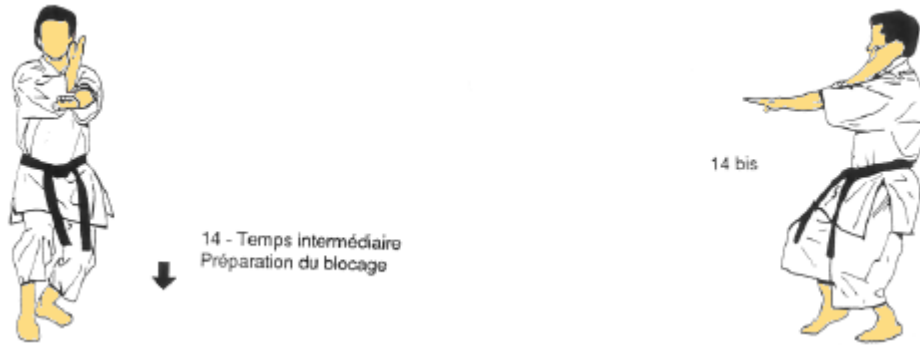 14 - Temps intermédiaire
Préparation du blocage
14 bis